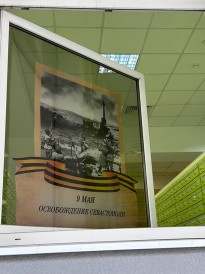 9 МАЯ
ОСВОБОЖДЕНИЕ СЕВАСТОПОЛЯ